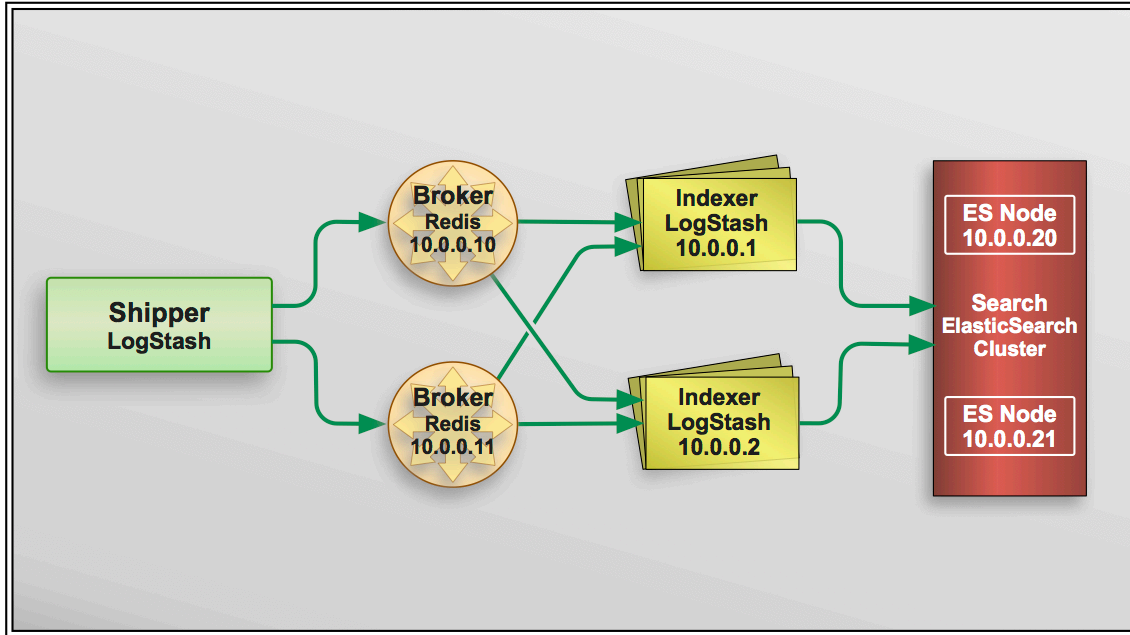 Shipper
LogStash
Broker
Redis
10.0.0.10
Broker
Redis
10.0.0.11
Indexer
LogStash
10.0.0.1
Indexer
LogStash
10.0.0.2
ES Node
10.0.0.20
Search
ElasticSearch
Cluster
ES Node
10.0.0.21